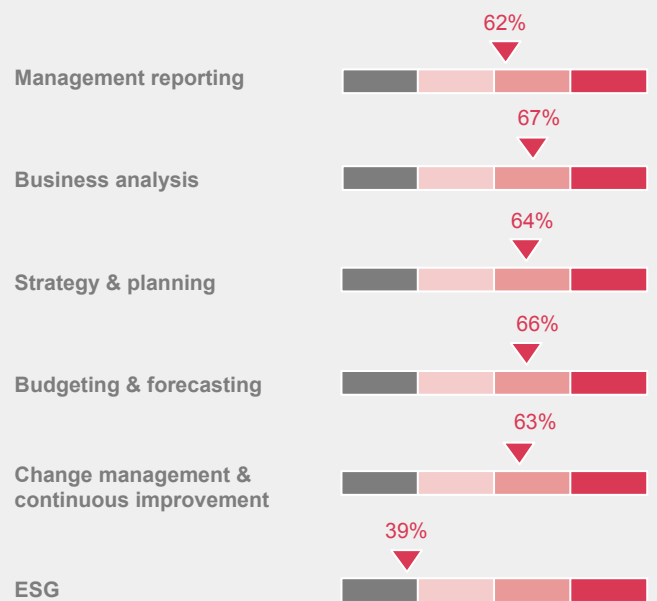 62%
Management reporting
67%
Business analysis
64%
Strategy & planning
66%
Budgeting & forecasting
63%
Change management &
continuous improvement
39%
ESG